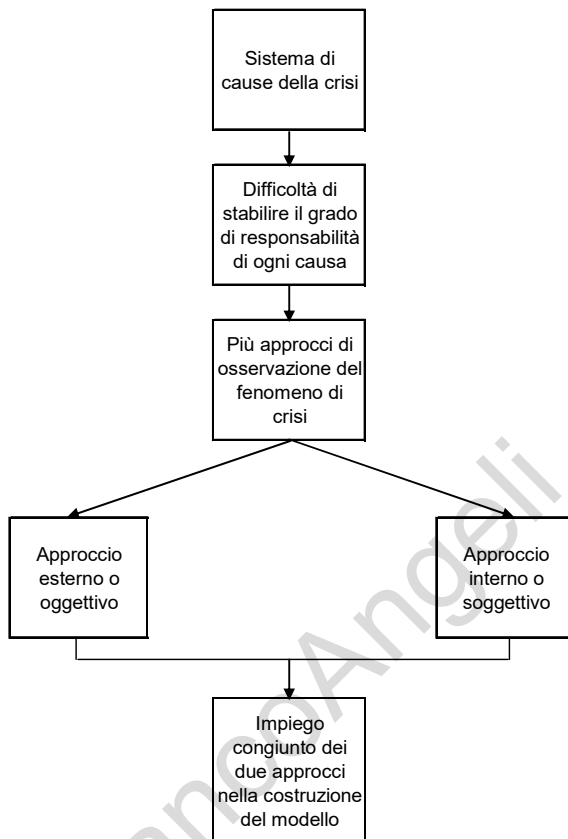 Sistema di
cause della crisi
Difficoltà di
stabilire il grado
di responsabilità
di ogni causa
Più approcci di
osservazione del
fenomeno di
crisi
Approccio
esterno o
oggettivo
Approccio
interno o
soggettivo
Impiego
congiunto dei
due approcci
nella costruzione
del modello
ancoAngeli